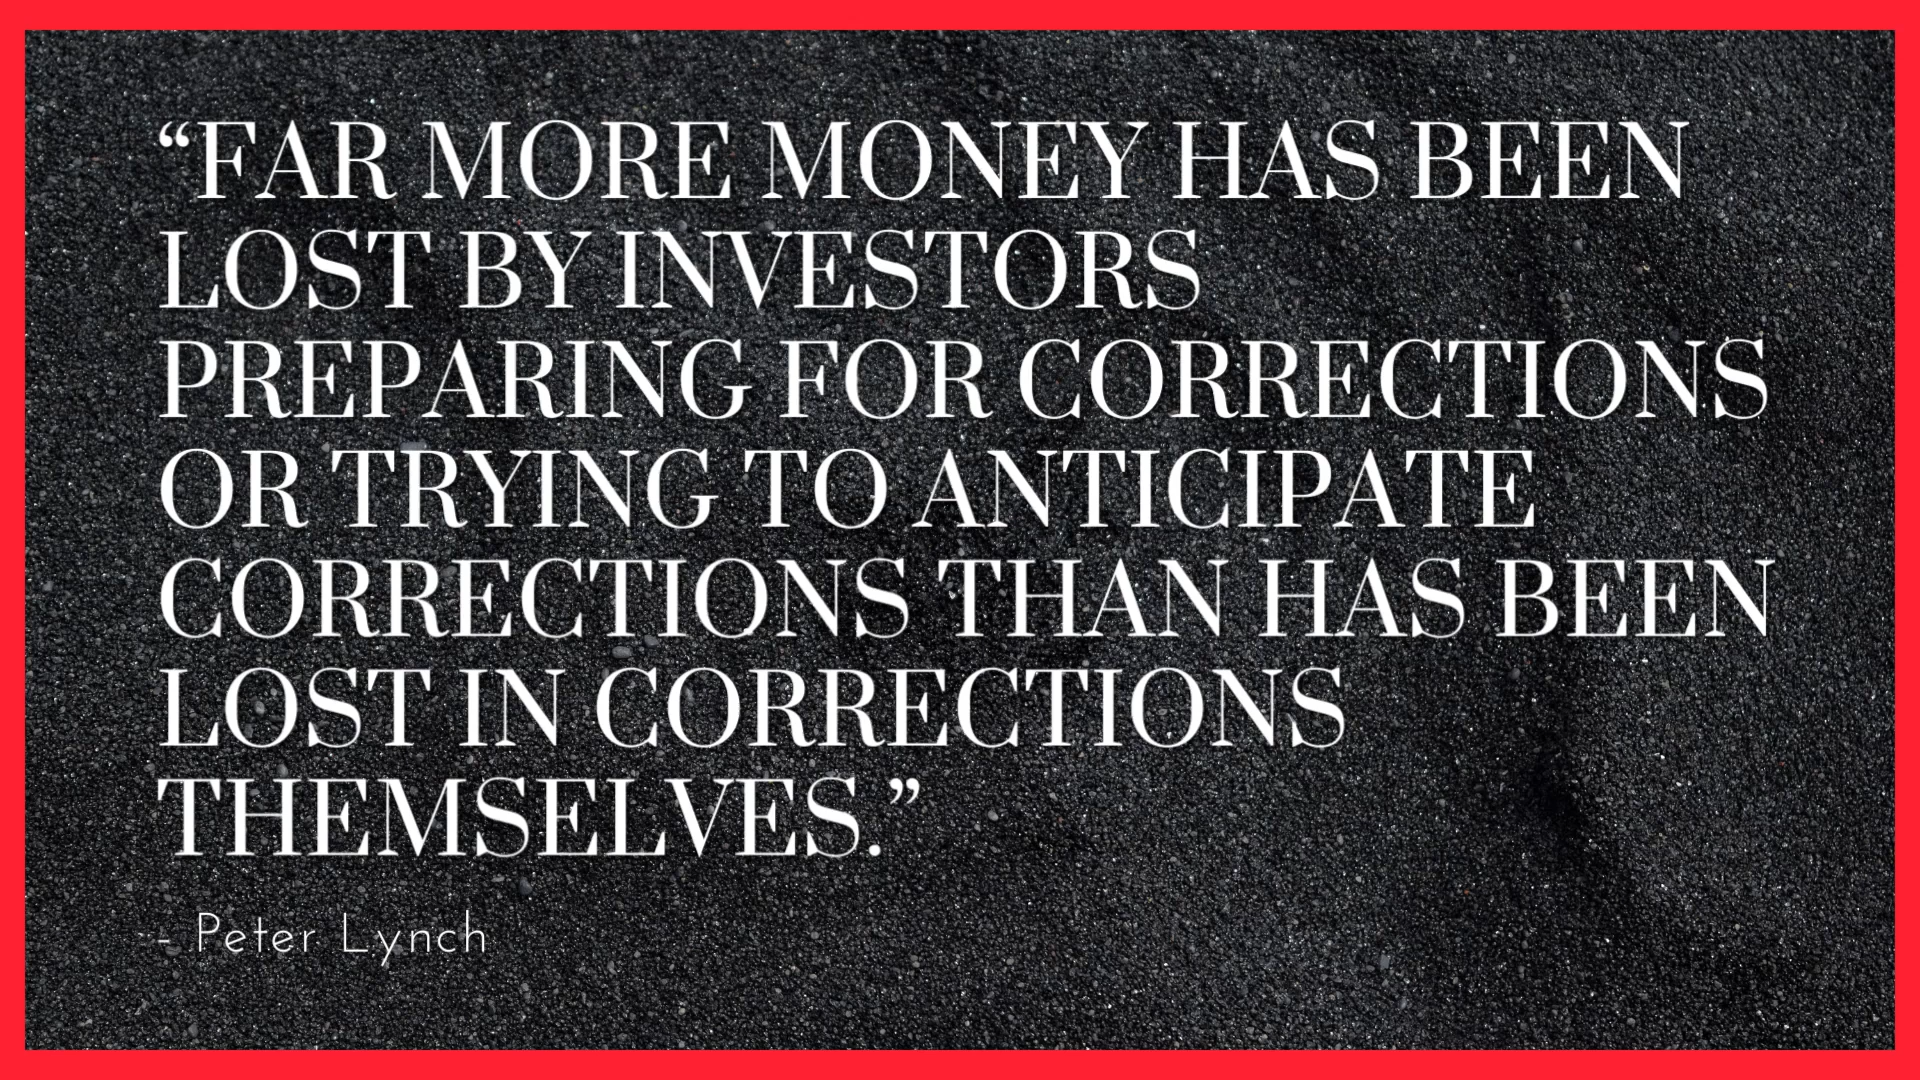 “FAR MORE MONEY HAS BEEN
LOST BY INVESTORS
PREPARING FOR CORRECTIONS
OR TRYING TO ANTICIPATE
CORRECTIONS THAN HAS BEEN
LOST IN CORRECTIONS
THEMSELVES.”
- Peter Lynch